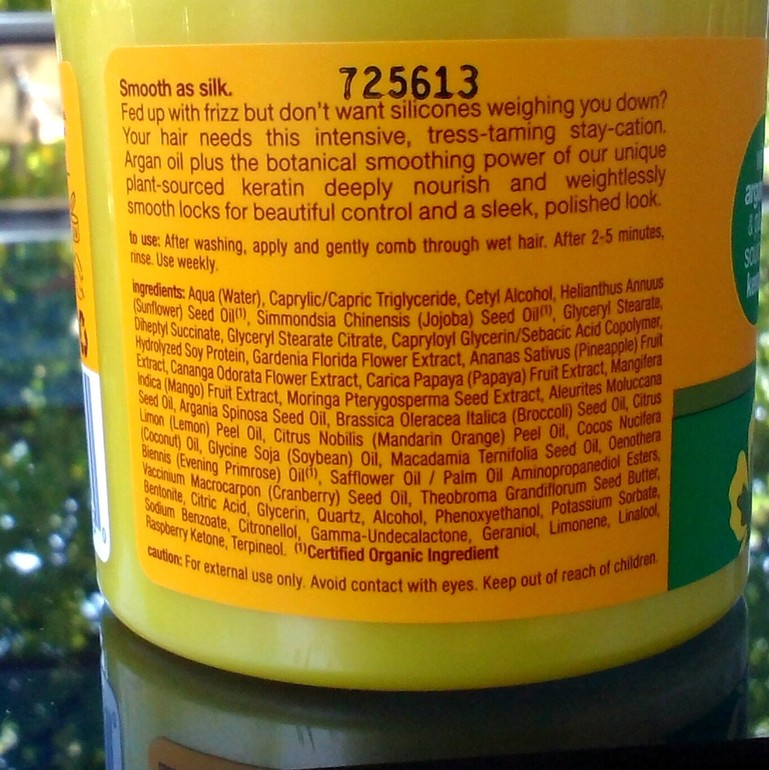 725613
Smooth as silk.
Fed up with frizz but don't want silicones weighing you down?
Your hair needs this intensive, tress-taming stay-cation.
Argan oil plus the botanical smoothing power of our unique
plant-sourced keratin deeply nourish and weightlessly
smooth locks for beautiful control and a sleek, polished look.
to use: After washing, apply and gently comb through wet hair. After 2-5 minutes,
rinse. Use weekly.
ingredients: Aqua (Water), Caprylic/Capric Triglyceride, Cetyl Alcohol, Helianthus Annuus
(Sunflower) Seed Oil(1), Simmondsia Chinensis (Jojoba) Seed Oil(1), Glyceryl Stearate,
Diheptyl Succinate, Glyceryl Stearate Citrate, Capryloyl Glycerin/Sebacic Acid Copolymer,
Hydrolyzed Soy Protein, Gardenia Florida Flower Extract, Ananas Sativus (Pineapple) Fruit
Extract, Cananga Odorata Flower Extract, Carica Papaya (Papaya) Fruit Extract, Mangifera
Indica (Mango) Fruit Extract, Moringa Pterygosperma Seed Extract, Aleurites Moluccana
Seed Oil, Argania Spinosa Seed Oil, Brassica Oleracea Italica (Broccoli) Seed Oil, Citrus
Limon (Lemon) Peel Oil, Citrus Nobilis (Mandarin Orange) Peel Oil, Cocos Nucifera
(Coconut) Oil, Glycine Soja (Soybean) Oil, Macadamia Ternifolia Seed Oil, Oenothera
Biennis (Evening Primrose) Oil(1), Safflower Oil / Palm Oil Aminopropanediol Esters,
Vaccinium Macrocarpon (Cranberry) Seed Oil, Theobroma Grandiflorum Seed Butter,
Bentonite, Citric Acid, Glycerin, Quartz, Alcohol, Phenoxyethanol, Potassium Sorbate,
Sodium Benzoate, Citronellol, Gamma-Undecalactone, Geraniol, Limonene, Linalool,
Raspberry Ketone, Terpineol. (1)Certified Organic Ingredient
caution: For external use only. Avoid contact with eyes. Keep out of reach of children.